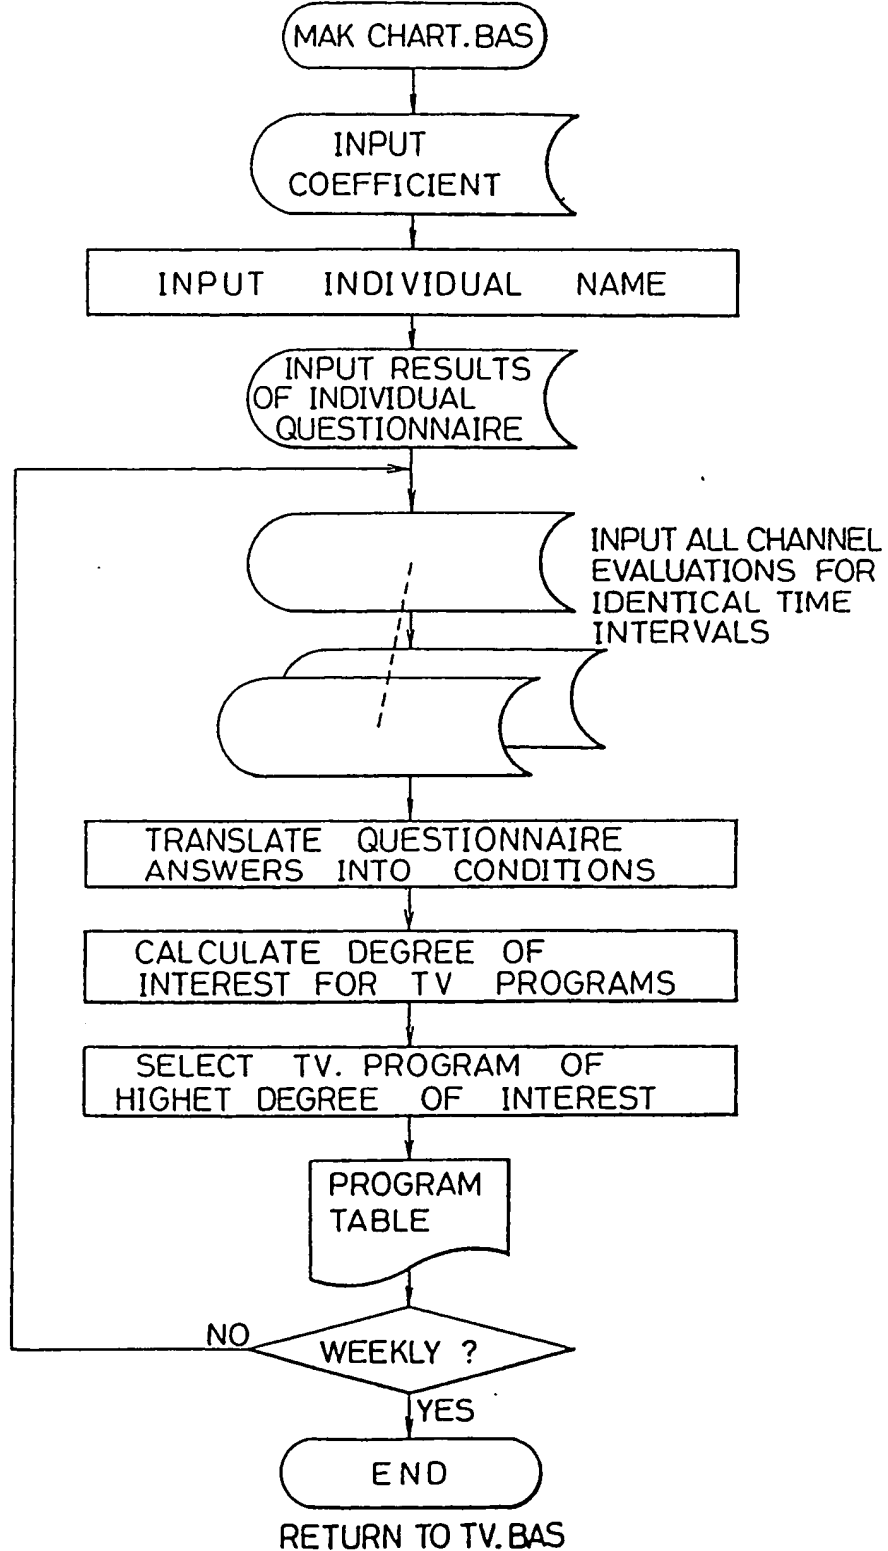 MAK CHART.BAS
INPUT
COEFFICIENT
INPUT INDIVIDUAL NAME
INPUT RESULTS
OF INDIVIDUAL
QUESTIONNAIRE
INPUT ALL CHANNEL
EVALUATIONS FOR
IDENTICAL TIME
INTERVALS
TRANSLATE QUESTIONNAIRE
ANSWERS INTO CONDITIONS
CALCULATE DEGREE OF
INTEREST FOR TV PROGRAMS
SELECT TV. PROGRAM OF
HIGHET DEGREE OF INTEREST
PROGRAM
TABLE
NO
WEEKLY ?
YES
END
RETURN TO TV.BAS